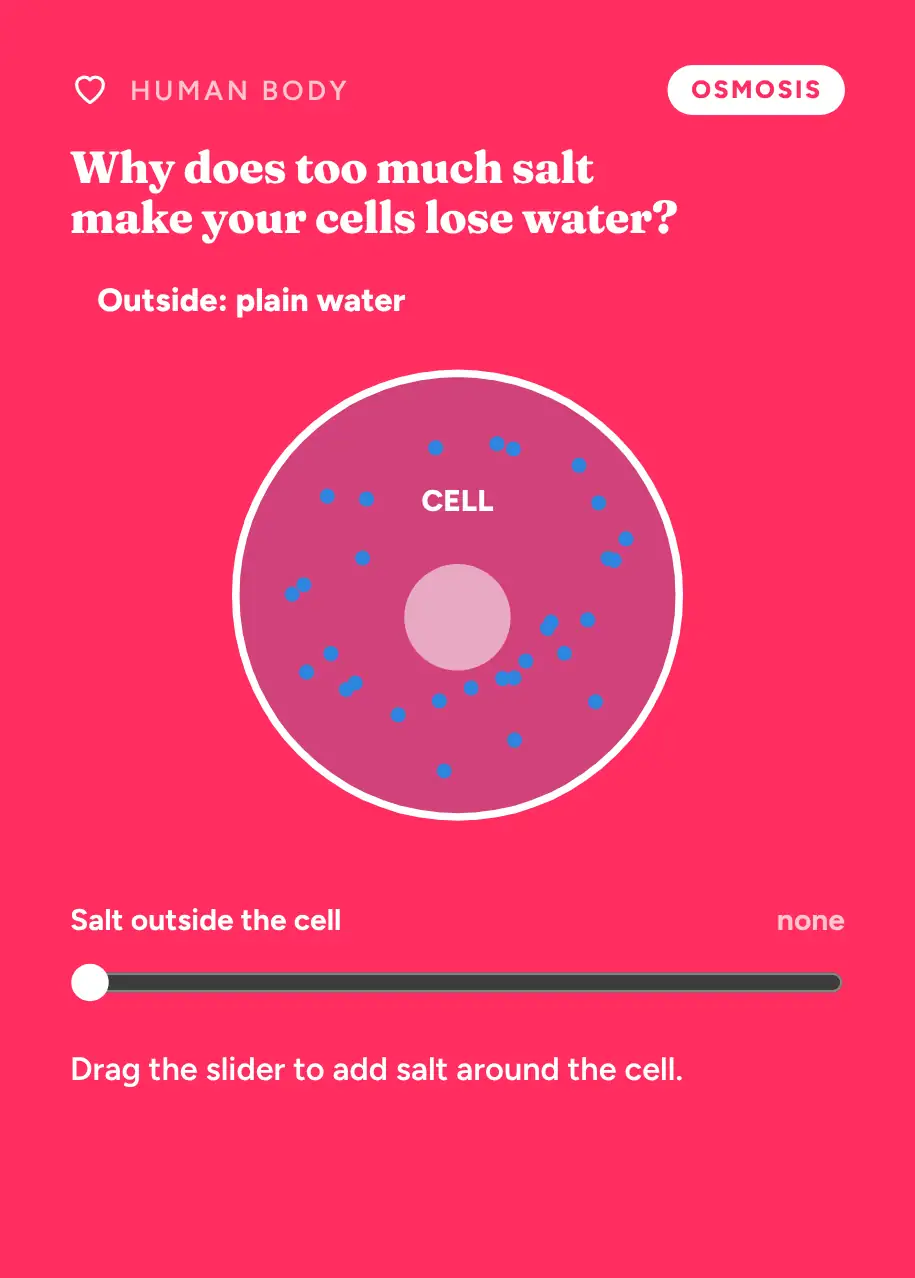 HUMAN BODY
OSMOSIS
Why does too much salt
make your cells lose water?
Outside: plain water
CELL
Salt outside the cell
none
Drag the slider to add salt around the cell.